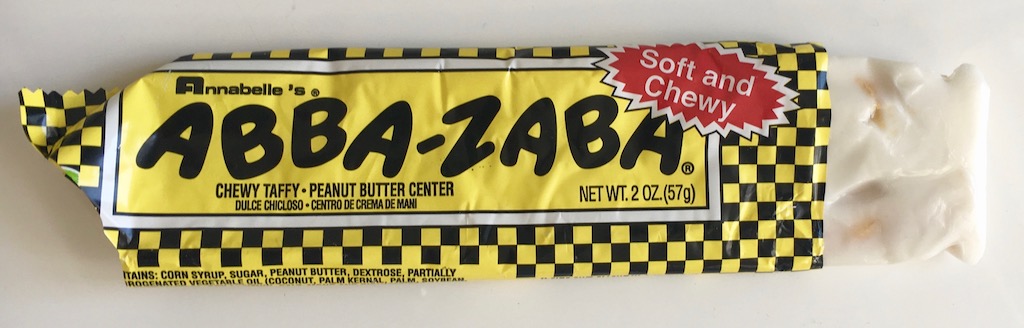 Annabelle's®
Soft and
Chewy
ABBA-ZABA®
CHEWY TAFFY • PEANUT BUTTER CENTER
DULCE CHICLOSO • CENTRO DE CREMA DE MANI
NET WT. 2 OZ. (57g)
TAINS: CORN SYRUP, SUGAR, PEANUT BUTTER, DEXTROSE, PARTIALLY
ROGENATED VEGETABLE OIL (COCONUT, PALM KERNAL, PALM, SOYBEAN,